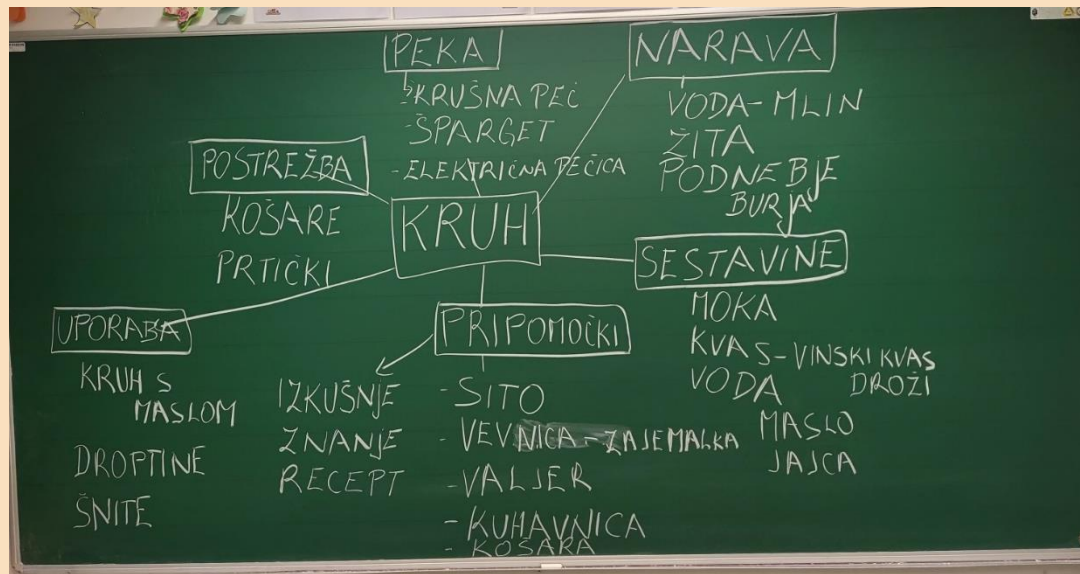 PEKA
-KRUŠNA PEČ
-ŠPARGET
-ELEKTRIČNA PEČICA
NARAVA
VODA-MLIN
ŽITA
PODNEBJE
BURJA
POSTREŽBA
KOŠARE
PRTIČKI
KRUH
SESTAVINE
MOKA
KVAS-VINSKI KVAS
DROŽI
VODA
MASLO
JAJCA
UPORABA
KRUH S
MASLOM
DROPTINE
ŠNITE
PRIPOMOČKI
IZKUŠNJE
ZNANJE
RECEPT
-SITO
-VEVNICA-ZAJEMALKA
-VALJER
-KUHAVNICA
-KOŠARA